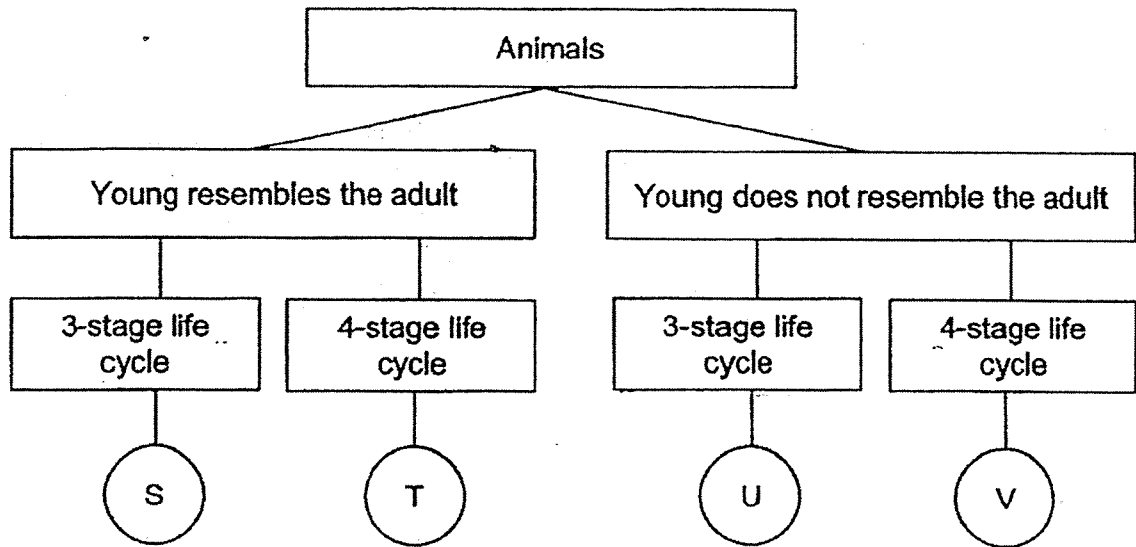 Animals
Young resembles the adult
Young does not resemble the adult
3-stage life
cycle
4-stage life
cycle
3-stage life
cycle
4-stage life
cycle
S
T
U
V